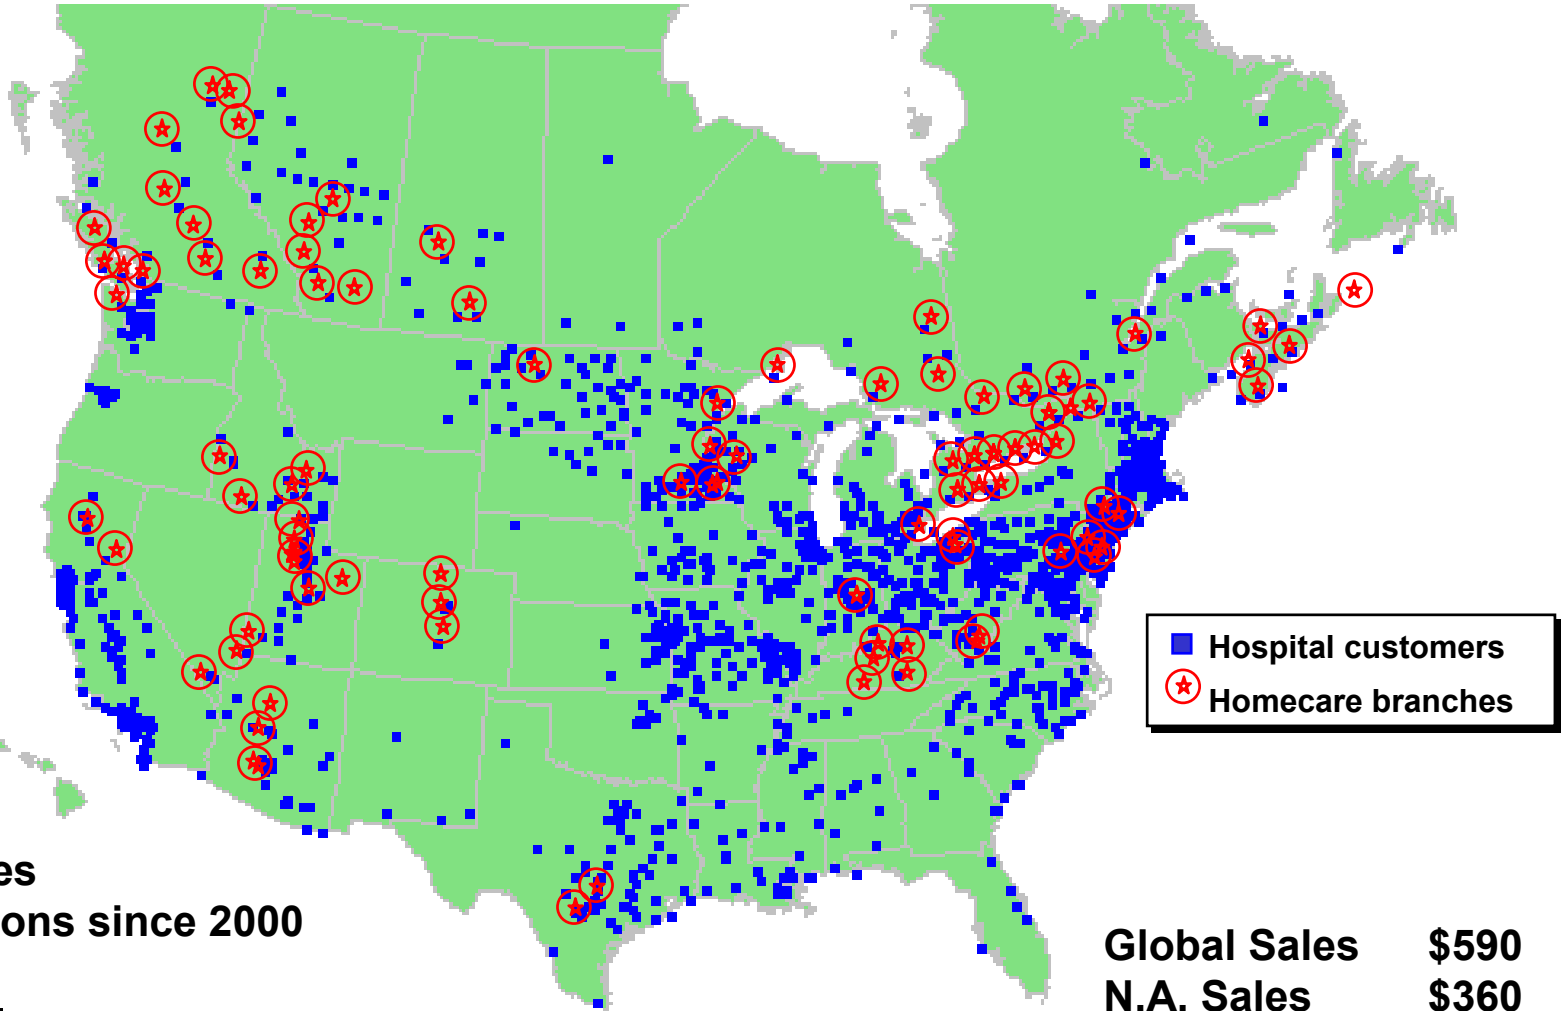 Hospital customers
Homecare branches
es
ons since 2000
Global Sales $590
N.A. Sales $360